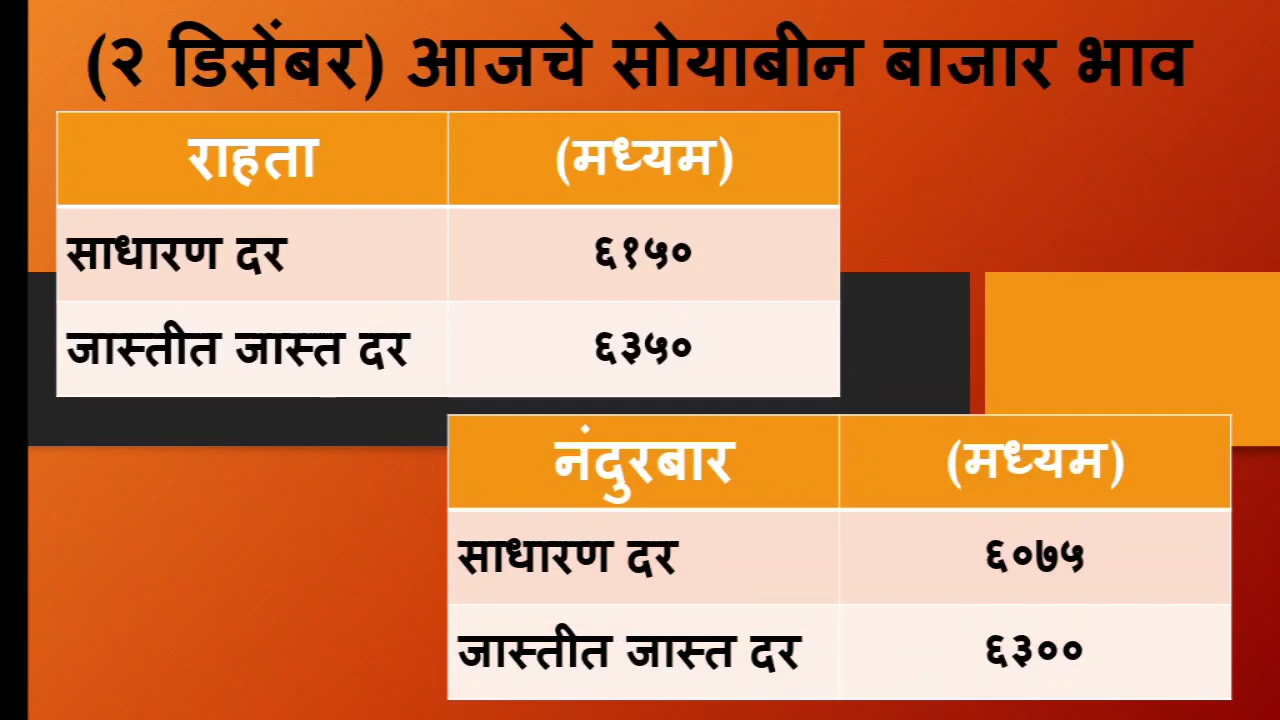 (२ डिसेंबर) आजचे सोयाबीन बाजार भाव
राहता (मध्यम)
साधारण दर ६१५०
जास्तीत जास्त दर ६३५०
नंदुरबार (मध्यम)
साधारण दर ६०७५
जास्तीत जास्त दर ६३००